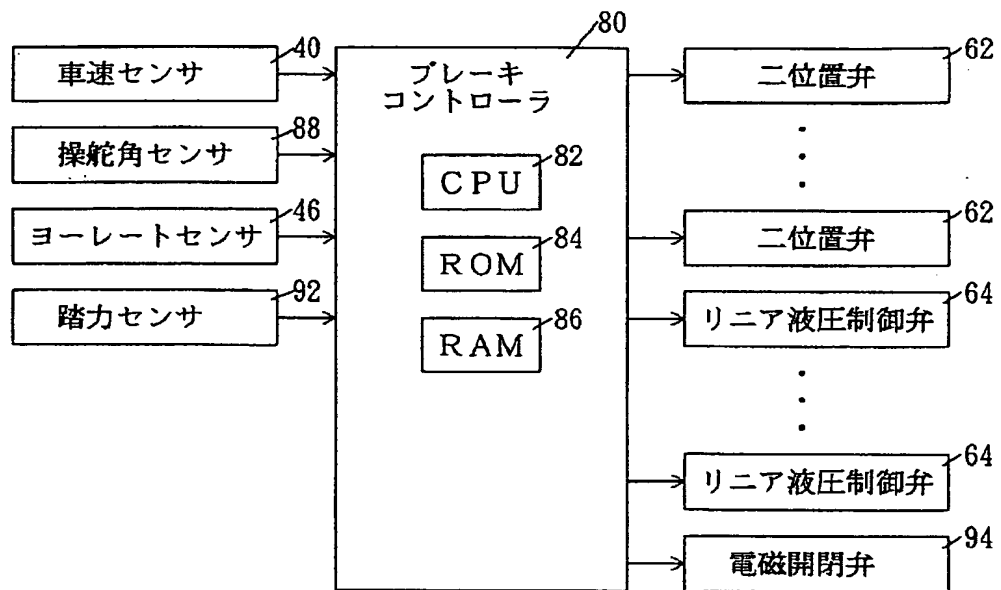 車速センサ
40
操舵角センサ
88
ヨーレートセンサ
46
踏力センサ
92
80
ブレーキ
コントローラ
CPU
82
ROM
84
RAM
86
二位置弁
62
二位置弁
62
リニア液圧制御弁
64
リニア液圧制御弁
64
電磁開閉弁
94